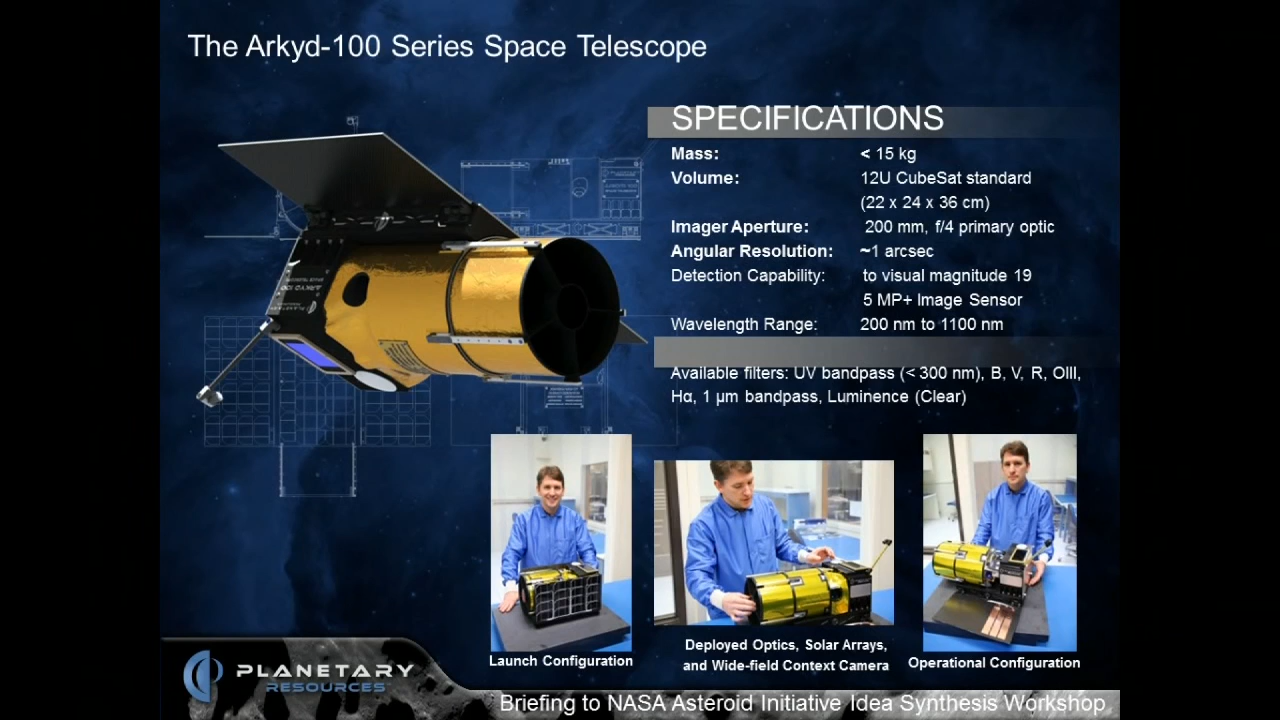 The Arkyd-100 Series Space Telescope
SPECIFICATIONS
Mass: < 15 kg
Volume: 12U CubeSat standard
(22 x 24 x 36 cm)
Imager Aperture: 200 mm, f/4 primary optic
Angular Resolution: ~1 arcsec
Detection Capability: to visual magnitude 19
5 MP+ Image Sensor
Wavelength Range: 200 nm to 1100 nm
Available filters: UV bandpass (< 300 nm), B, V, R, OIII,
Hα, 1 µm bandpass, Luminence (Clear)
Launch Configuration
Deployed Optics, Solar Arrays,
and Wide-field Context Camera
Operational Configuration
PLANETARY
RESOURCES
Briefing to NASA Asteroid Initiative Idea Synthesis Workshop